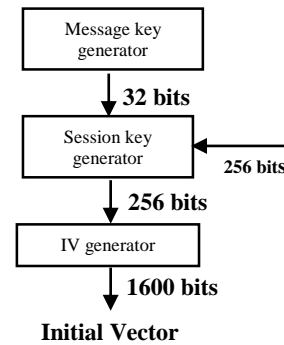 Message key
generator
32 bits
Session key
generator
256 bits
256 bits
IV generator
1600 bits
Initial Vector